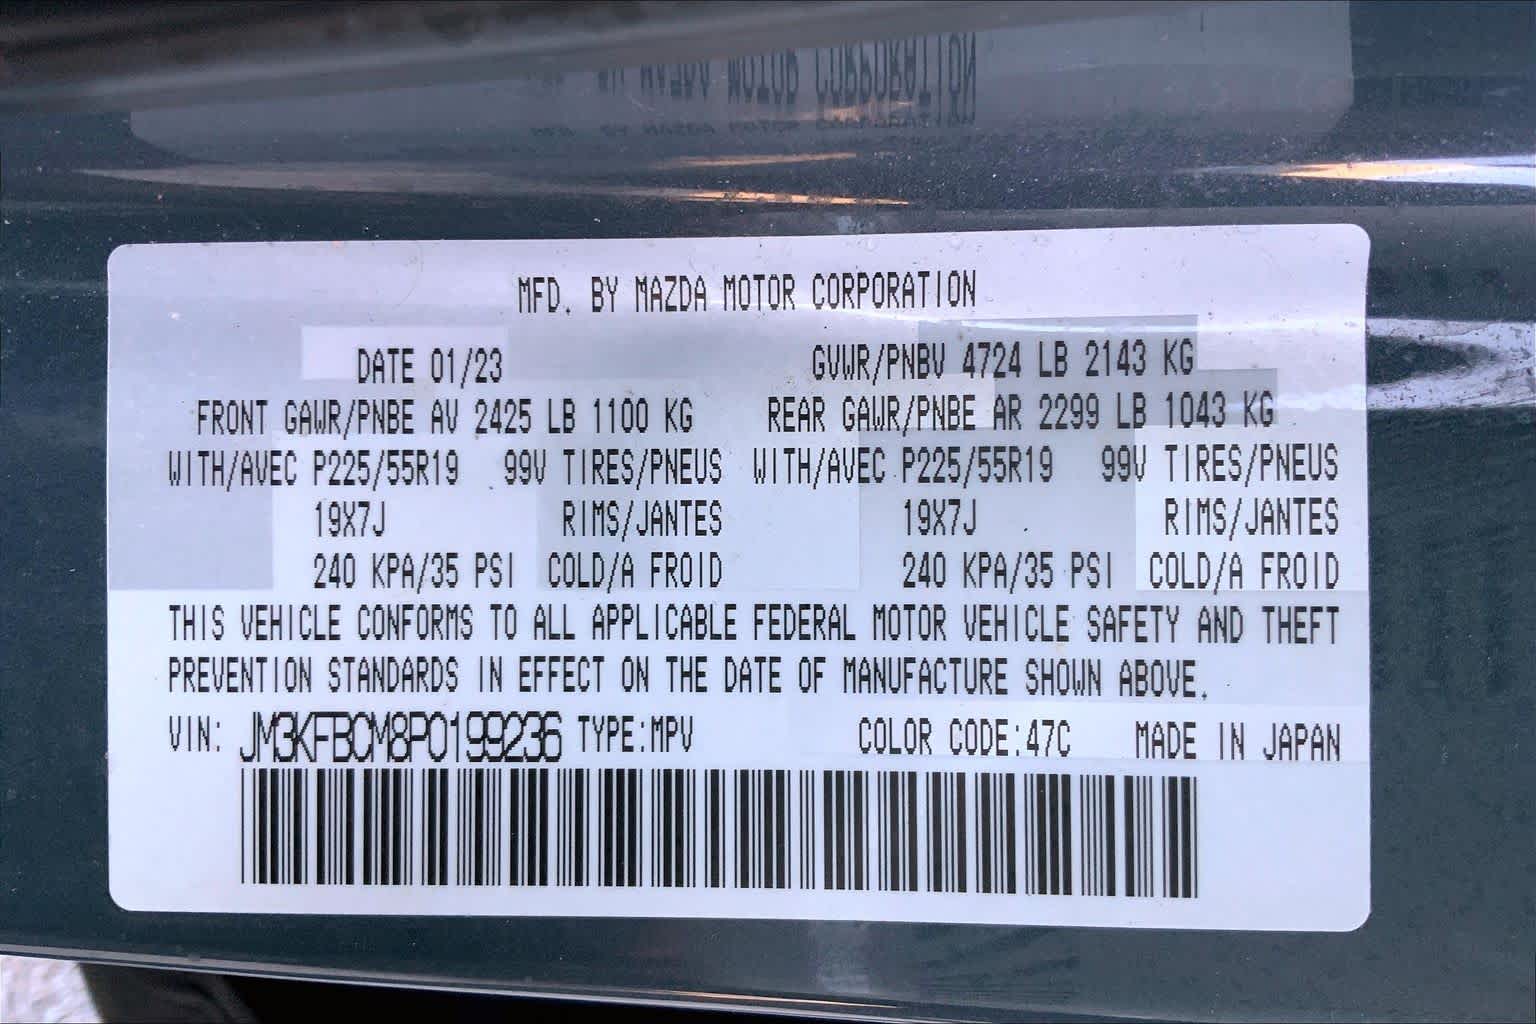 MFD. BY MAZDA MOTOR CORPORATION
DATE 01/23 GVWR/PNBV 4724 LB 2143 KG
FRONT GAWR/PNBE AV 2425 LB 1100 KG REAR GAWR/PNBE AR 2299 LB 1043 KG
WITH/AVEC P225/55R19 99V TIRES/PNEUS WITH/AVEC P225/55R19 99V TIRES/PNEUS
19X7J RIMS/JANTES 19X7J RIMS/JANTES
240 KPA/35 PSI COLD/A FROID 240 KPA/35 PSI COLD/A FROID
THIS VEHICLE CONFORMS TO ALL APPLICABLE FEDERAL MOTOR VEHICLE SAFETY AND THEFT
PREVENTION STANDARDS IN EFFECT ON THE DATE OF MANUFACTURE SHOWN ABOVE.
VIN: JM3KFBCM8P0199236 TYPE:MPV COLOR CODE:47C MADE IN JAPAN